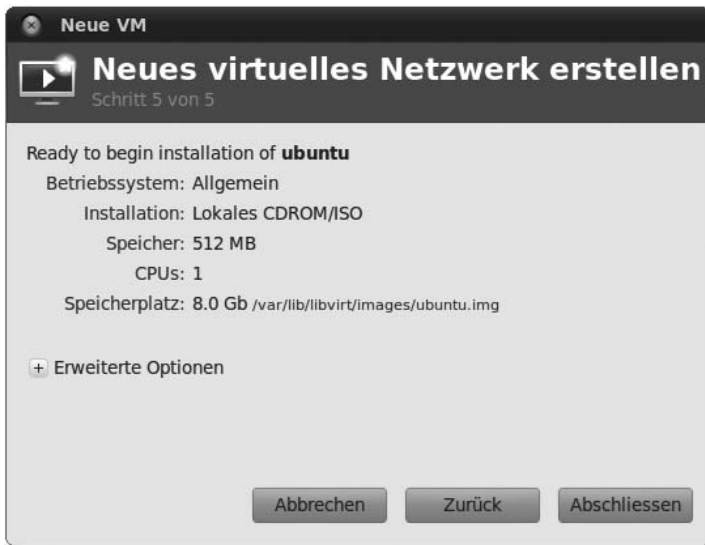 Neue VM
Neues virtuelles Netzwerk erstellen
Schritt 5 von 5
Ready to begin installation of ubuntu
Betriebssystem: Allgemein
Installation: Lokales CDROM/ISO
Speicher: 512 MB
CPUs: 1
Speicherplatz: 8.0 Gb /var/lib/libvirt/images/ubuntu.img
Erweiterte Optionen
Abbrechen Zurück Abschliessen